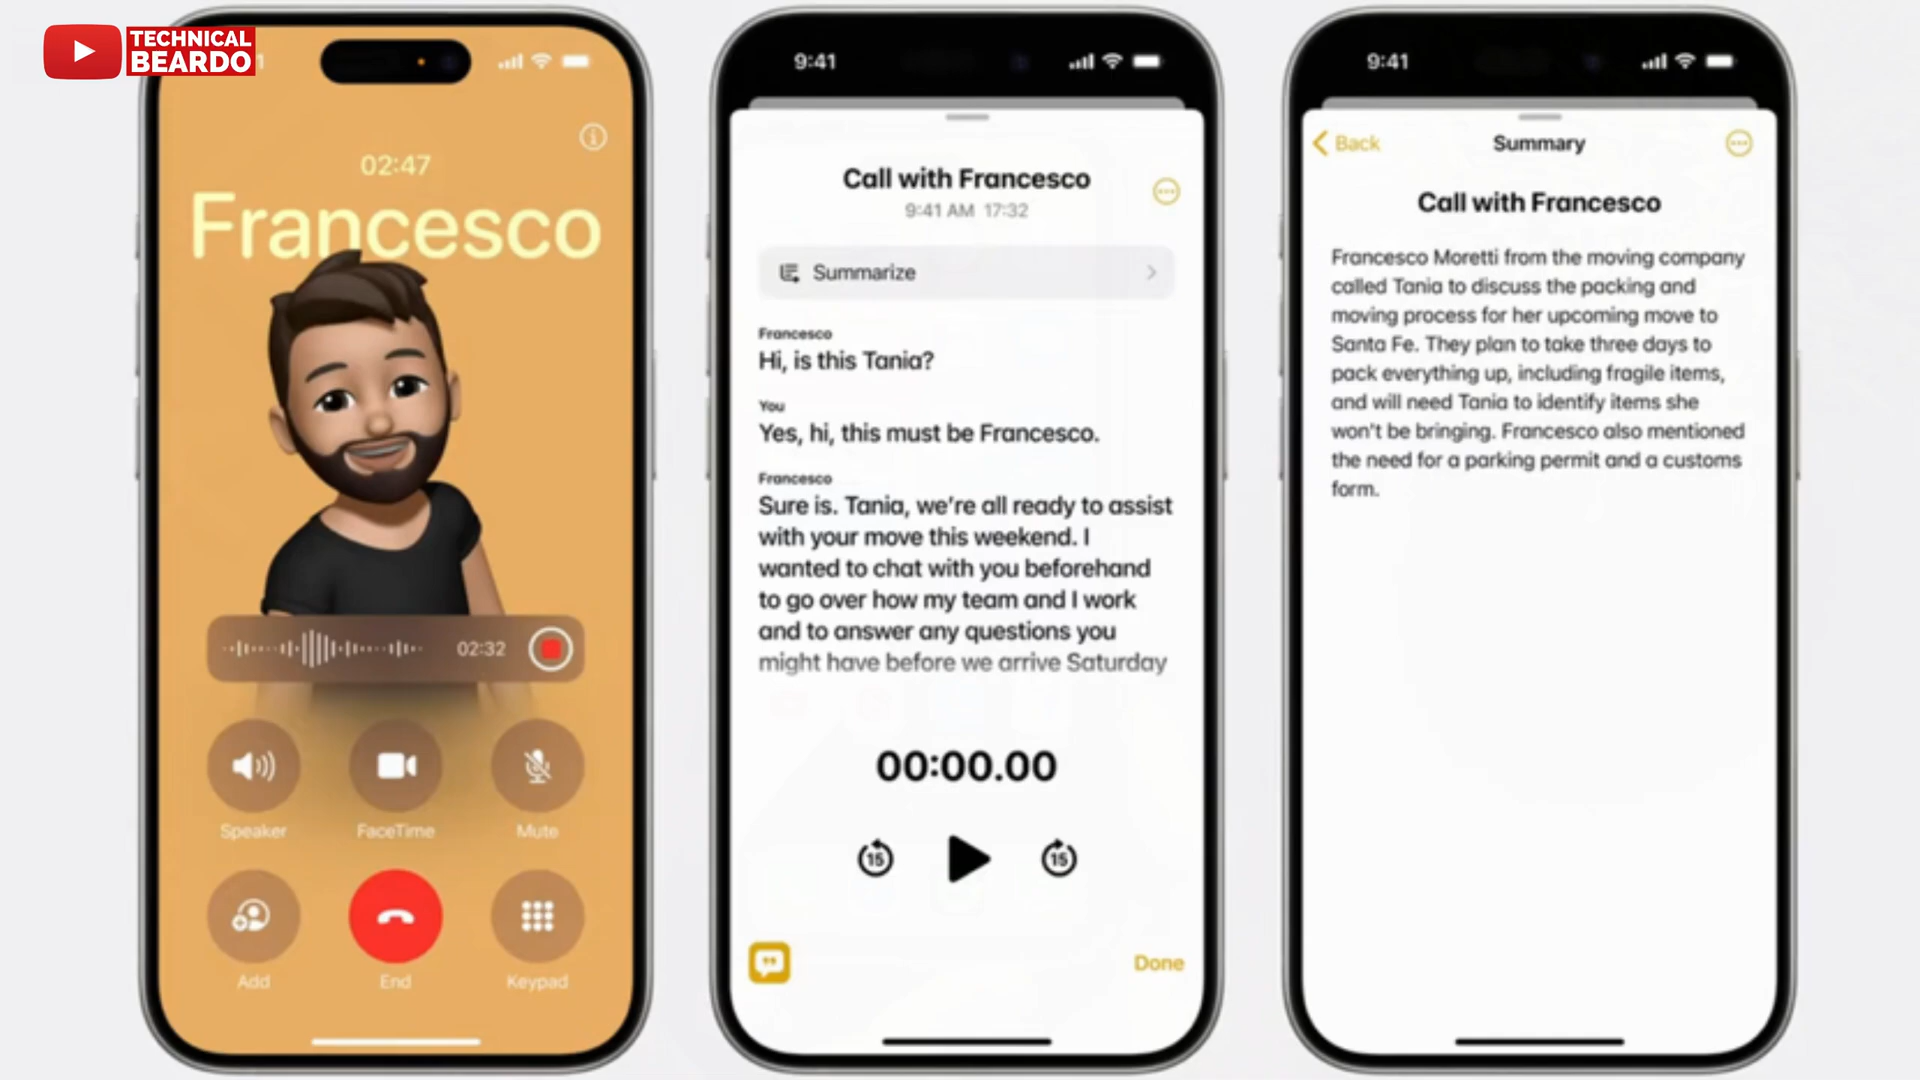 TECHNICAL
BEARDO
02:47
Francesco
02:32
Speaker
FaceTime
Mute
Add
End
Keypad
9:41
Call with Francesco
9:41 AM 17:32
Summarize
Francesco
Hi, is this Tania?
You
Yes, hi, this must be Francesco.
Francesco
Sure is. Tania, we're all ready to assist
with your move this weekend. I
wanted to chat with you beforehand
to go over how my team and I work
and to answer any questions you
might have before we arrive Saturday
00:00.00
15
15
Done
9:41
Back
Summary
Call with Francesco
Francesco Moretti from the moving company
called Tania to discuss the packing and
moving process for her upcoming move to
Santa Fe. They plan to take three days to
pack everything up, including fragile items,
and will need Tania to identify items she
won't be bringing. Francesco also mentioned
the need for a parking permit and a customs
form.